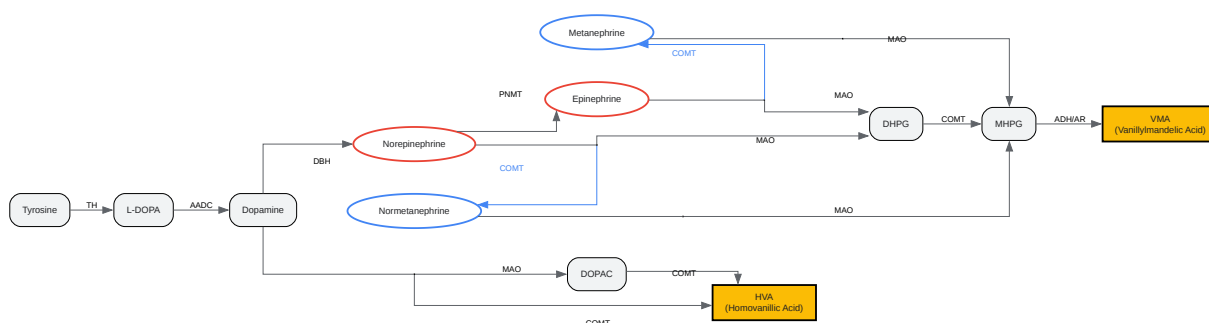 Metanephrine
MAO
COMT
PNMT
Epinephrine
MAO
DHPG
COMT
MHPG
ADH/AR
VMA
(Vanillylmandelic Acid)
Norepinephrine
MAO
DBH
COMT
Tyrosine
TH
L-DOPA
AADC
Dopamine
Normetanephrine
MAO
MAO
DOPAC
COMT
HVA
(Homovanillic Acid)
COMT